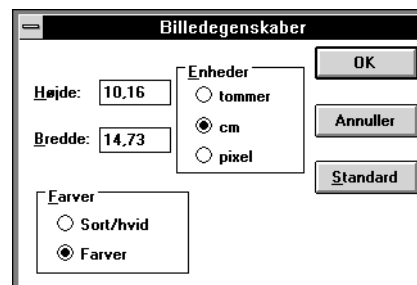 Billedegenskaber
Højde: 10,16
Bredde: 14,73
Enheder
tommer
cm
pixel
OK
Annuller
Standard
Farver
Sort/hvid
Farver